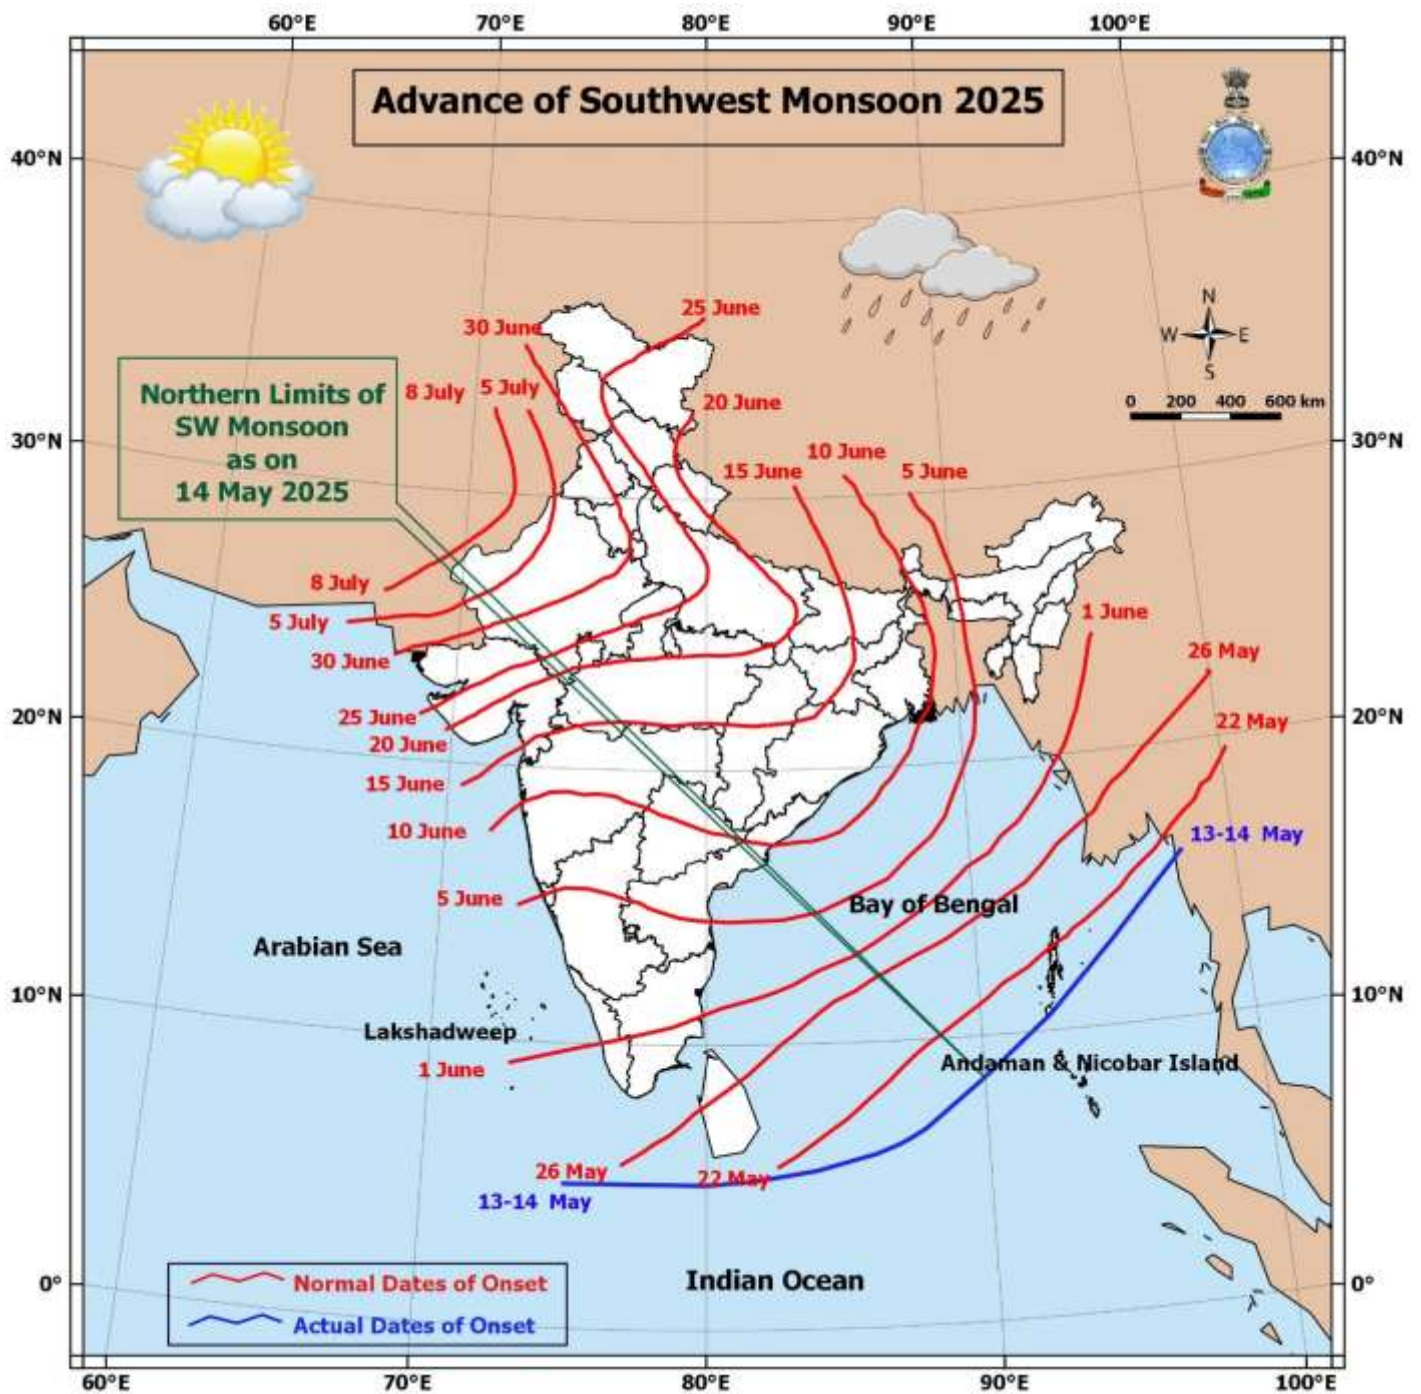 60°E 70°E 80°E 90°E 100°E
Advance of Southwest Monsoon 2025
40°N 40°N
N
W E
S
25 June
30 June
Northern Limits of
SW Monsoon
as on
14 May 2025
8 July 5 July
20 June
0 200 400 600 km
30°N 30°N
10 June
15 June 5 June
8 July
5 July
1 June
30 June
26 May
25 June
20°N 20°N
22 May
20 June
15 June
10 June
13-14 May
5 June
Bay of Bengal
Arabian Sea
10°N 10°N
Lakshadweep
1 June
Andaman & Nicobar Island
26 May 22 May
13-14 May
Indian Ocean
0° 0°
Normal Dates of Onset
Actual Dates of Onset
60°E 70°E 80°E 90°E 100°E